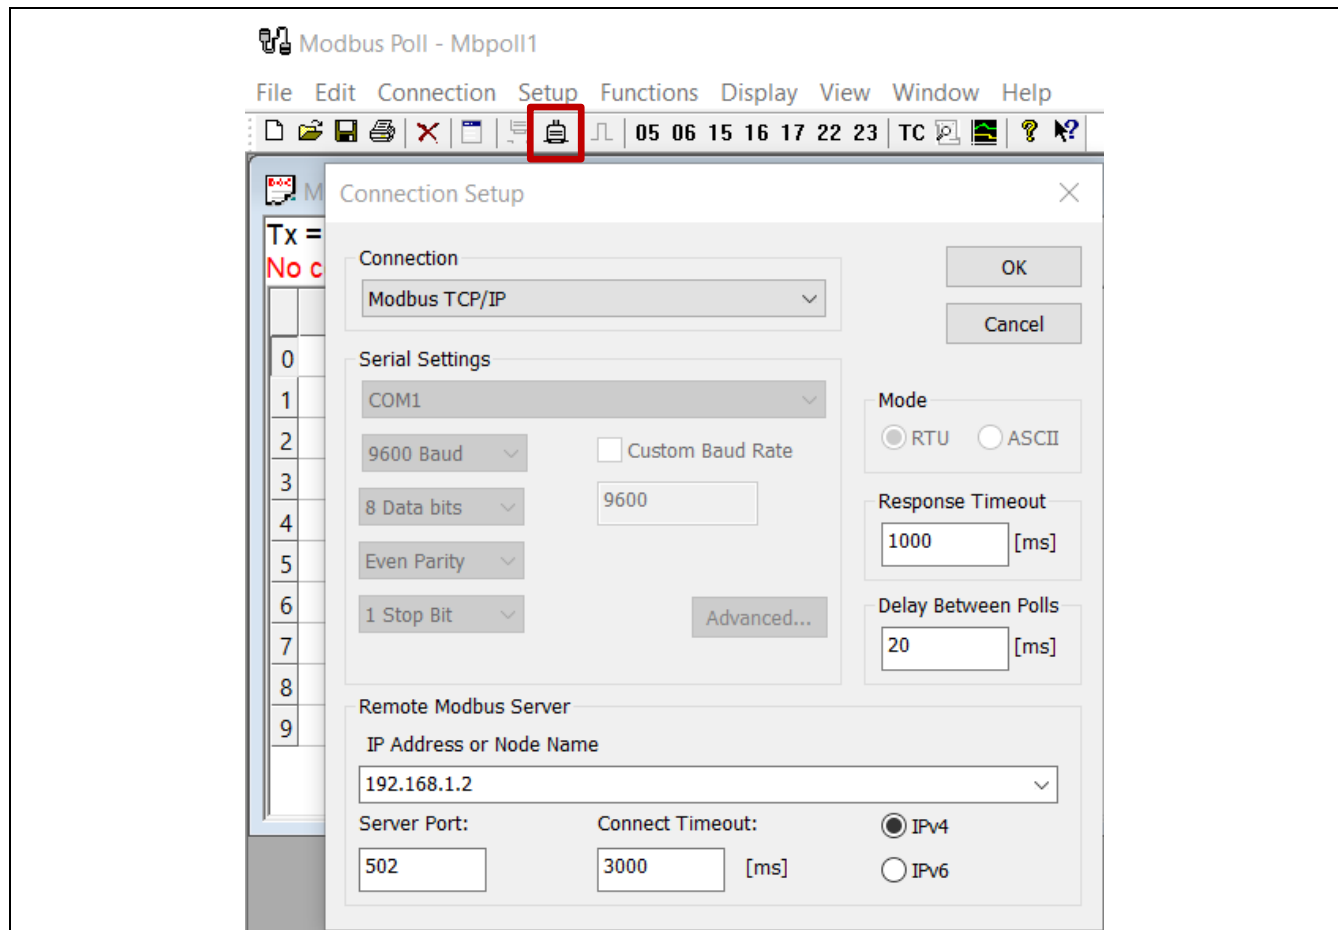 Modbus Poll - Mbpoll1
File Edit Connection Setup Functions Display View Window Help
05 06 15 16 17 22 23 TC
Connection Setup
Tx =
No c
Connection
Modbus TCP/IP
OK
Cancel
Serial Settings
COM1
9600 Baud
Custom Baud Rate
8 Data bits
9600
Even Parity
1 Stop Bit
Advanced...
Mode
RTU ASCII
Response Timeout
1000 [ms]
Delay Between Polls
20 [ms]
0
1
2
3
4
5
6
7
8
9
Remote Modbus Server
IP Address or Node Name
192.168.1.2
Server Port: Connect Timeout:
IPv4
502 3000 [ms]
IPv6